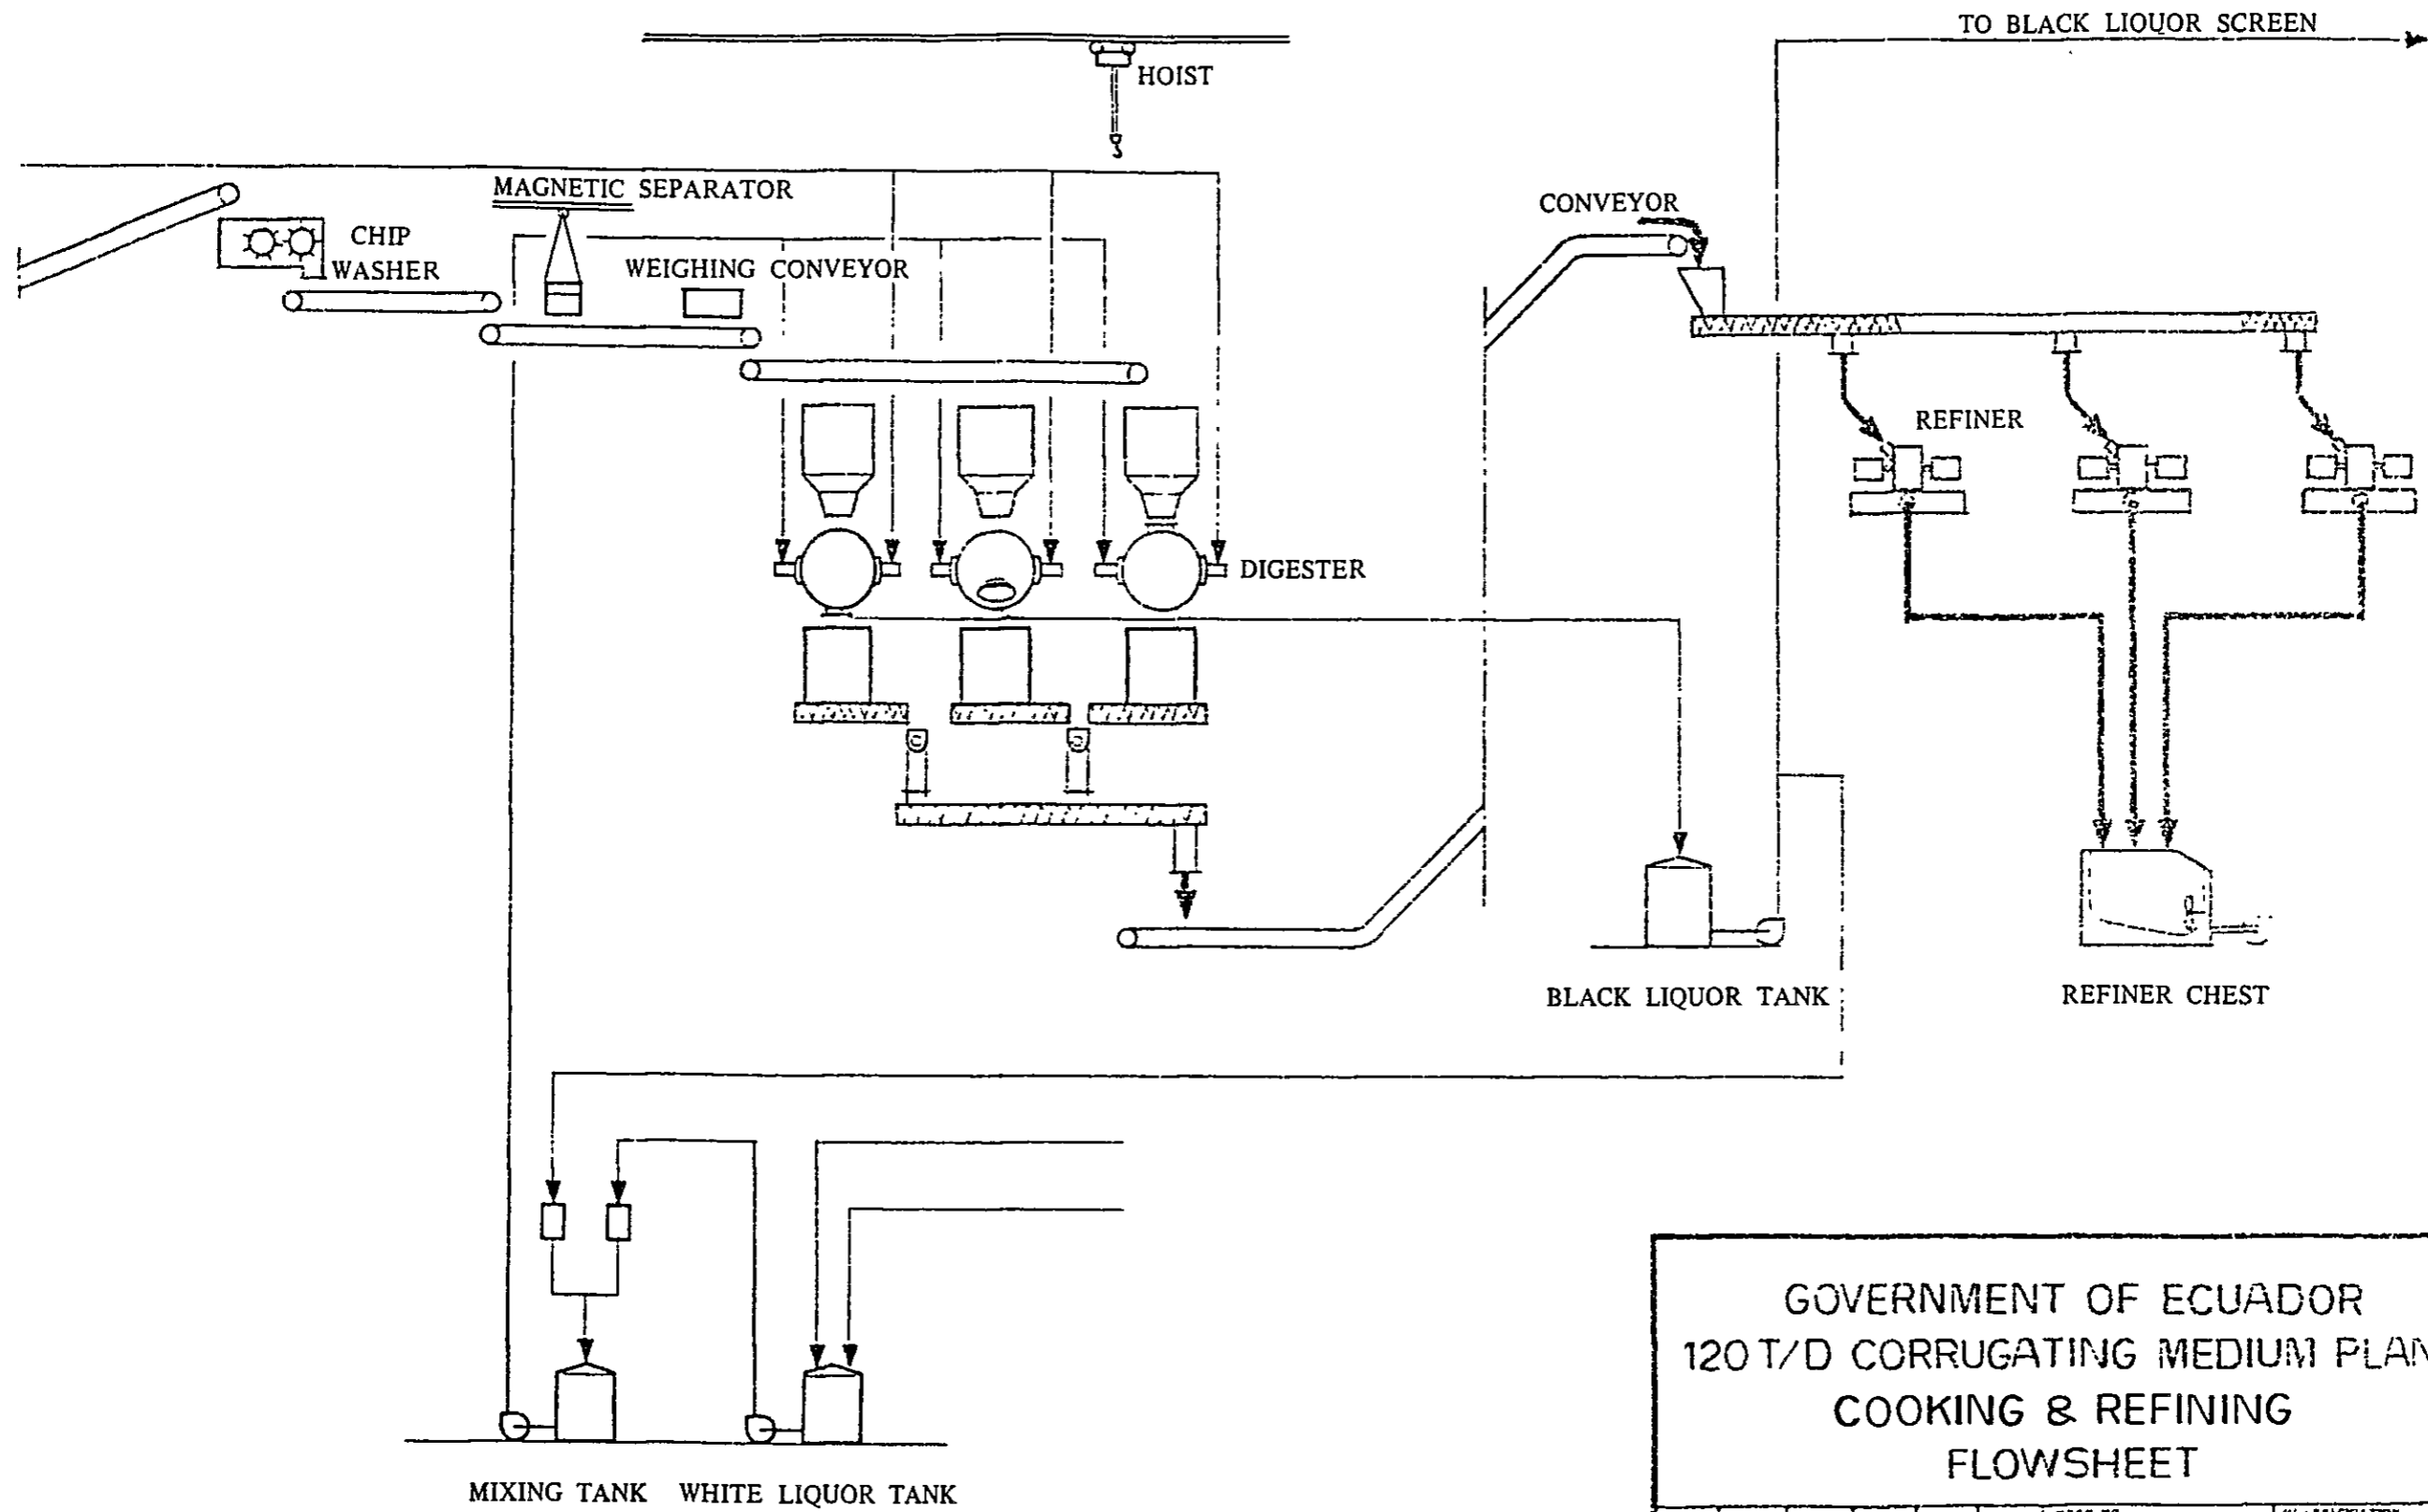 TO BLACK LIQUOR SCREEN
HOIST
MAGNETIC SEPARATOR
CONVEYOR
CHIP
WASHER
WEIGHING CONVEYOR
REFINER
DIGESTER
BLACK LIQUOR TANK
REFINER CHEST
GOVERNMENT OF ECUADOR
120 T/D CORRUGATING MEDIUM PLAN
COOKING & REFINING
FLOWSHEET
MIXING TANK
WHITE LIQUOR TANK